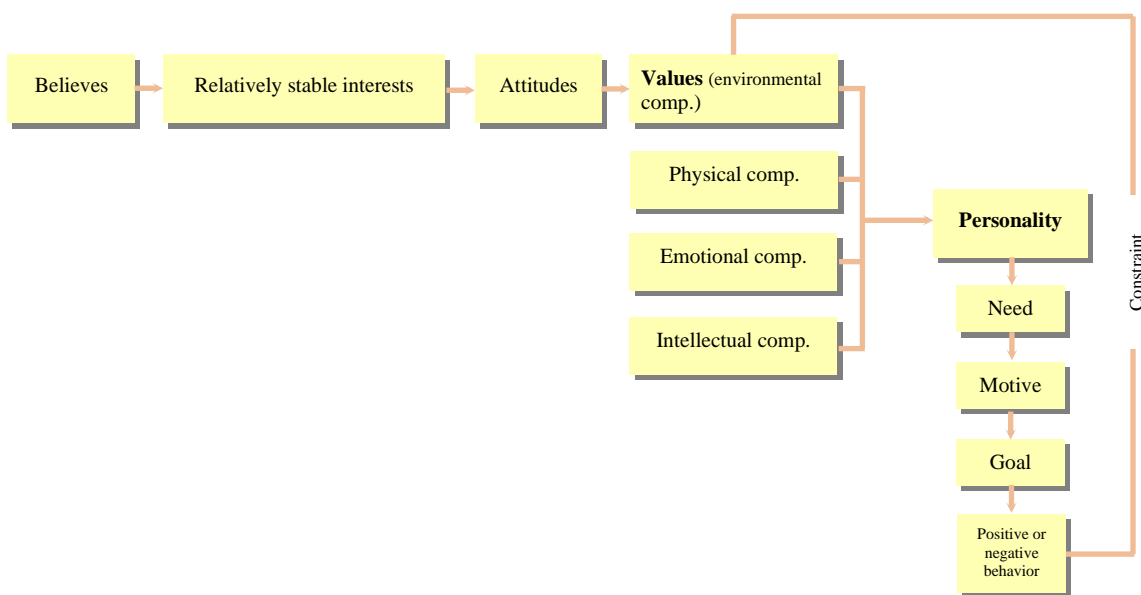 Believes
Relatively stable interests
Attitudes
Values (environmental
comp.)
Physical comp.
Emotional comp.
Intellectual comp.
Personality
Need
Motive
Goal
Positive or
negative
behavior
Constraint